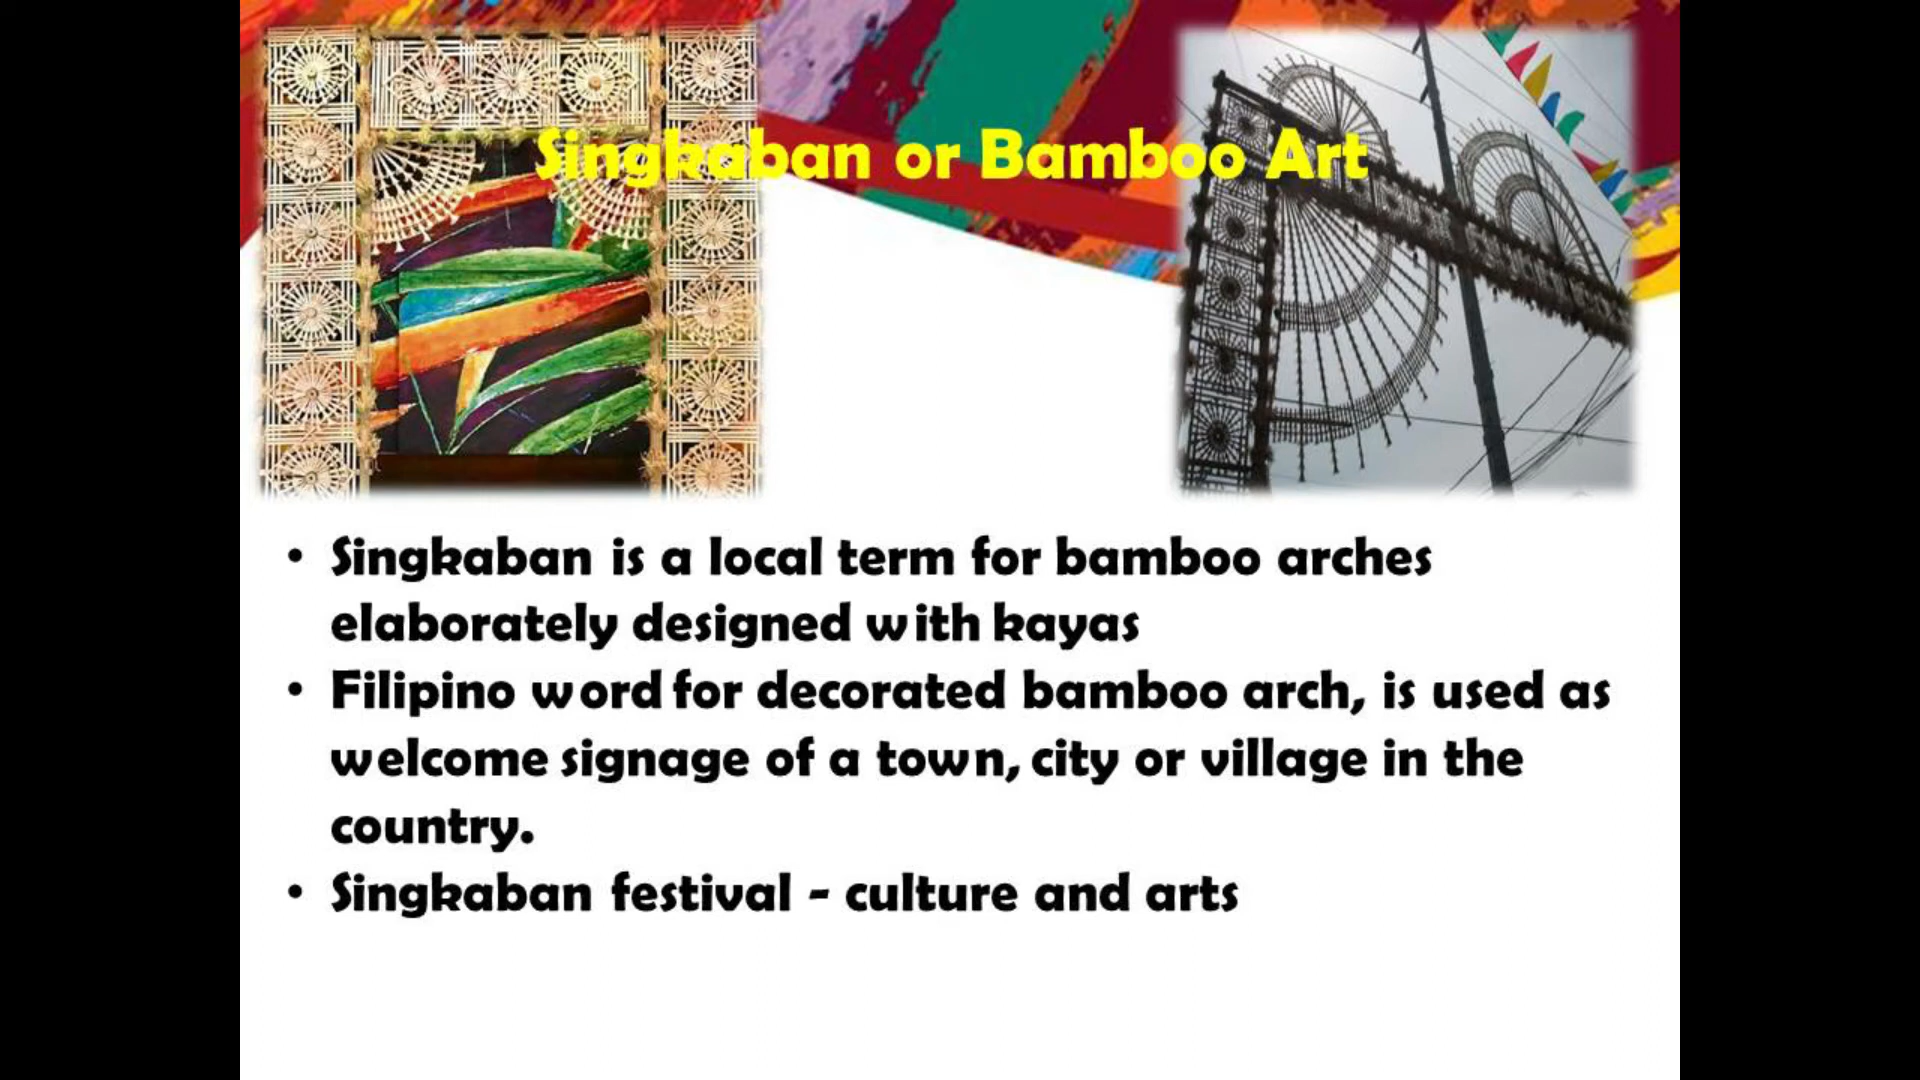 Singkaban or Bamboo Art
• Singkaban is a local term for bamboo arches
elaborately designed with kayas
• Filipino word for decorated bamboo arch, is used as
welcome signage of a town, city or village in the
country.
• Singkaban festival - culture and arts